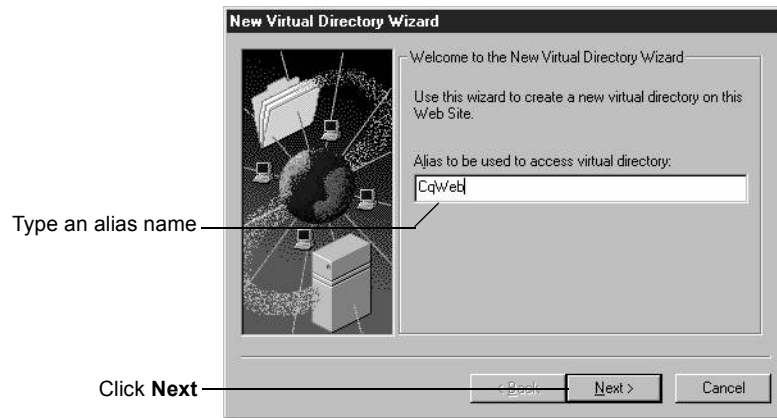 New Virtual Directory Wizard
Welcome to the New Virtual Directory Wizard
Use this wizard to create a new virtual directory on this
Web Site.
Alias to be used to access virtual directory:
CqWeb
Type an alias name
Click Next
< Back
Next >
Cancel